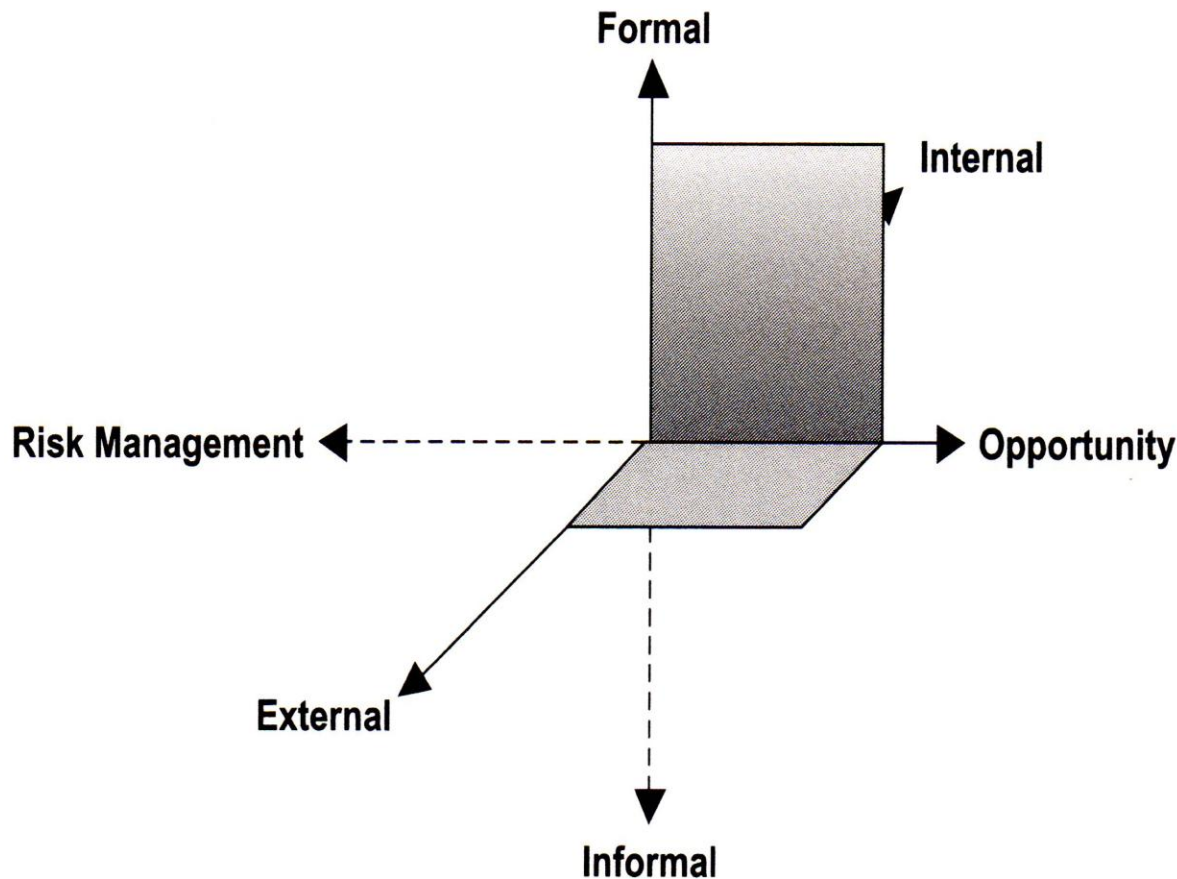 Formal
Internal
Risk Management
Opportunity
External
Informal